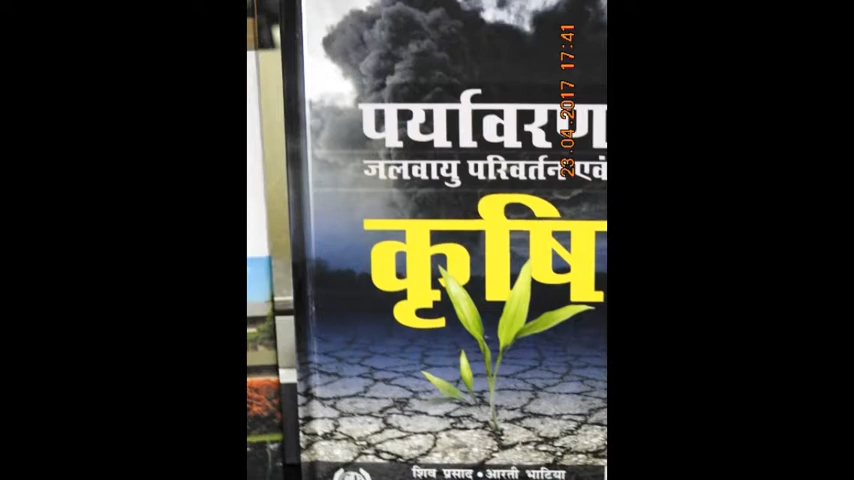 पर्यावरण
जलवायु परिवर्तन एवं
कृषि
शिव प्रसाद • आरती भाटिया
23.04.2017 17:41